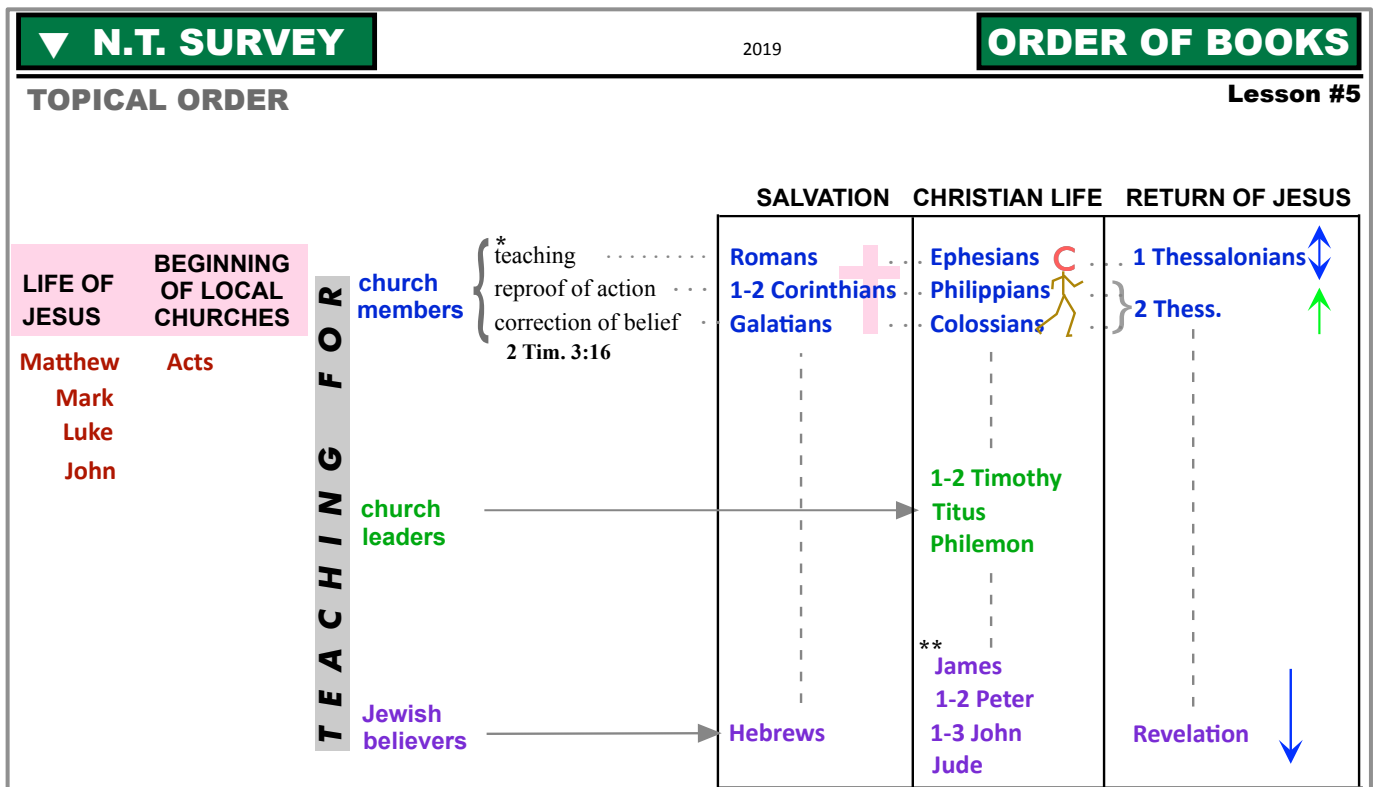 ▼ N.T. SURVEY
2019
ORDER OF BOOKS
TOPICAL ORDER
Lesson #5
SALVATION
CHRISTIAN LIFE
RETURN OF JESUS
LIFE OF
JESUS
Matthew
Mark
Luke
John
BEGINNING
OF LOCAL
CHURCHES
Acts
TEACHING FOR
church
members
*
teaching
reproof of action
correction of belief
2 Tim. 3:16
Romans
1-2 Corinthians
Galatians
Ephesians
C
Philippians
Colossians
1 Thessalonians
2 Thess.
church
leaders
1-2 Timothy
Titus
Philemon
Jewish
believers
Hebrews
**
James
1-2 Peter
1-3 John
Jude
Revelation